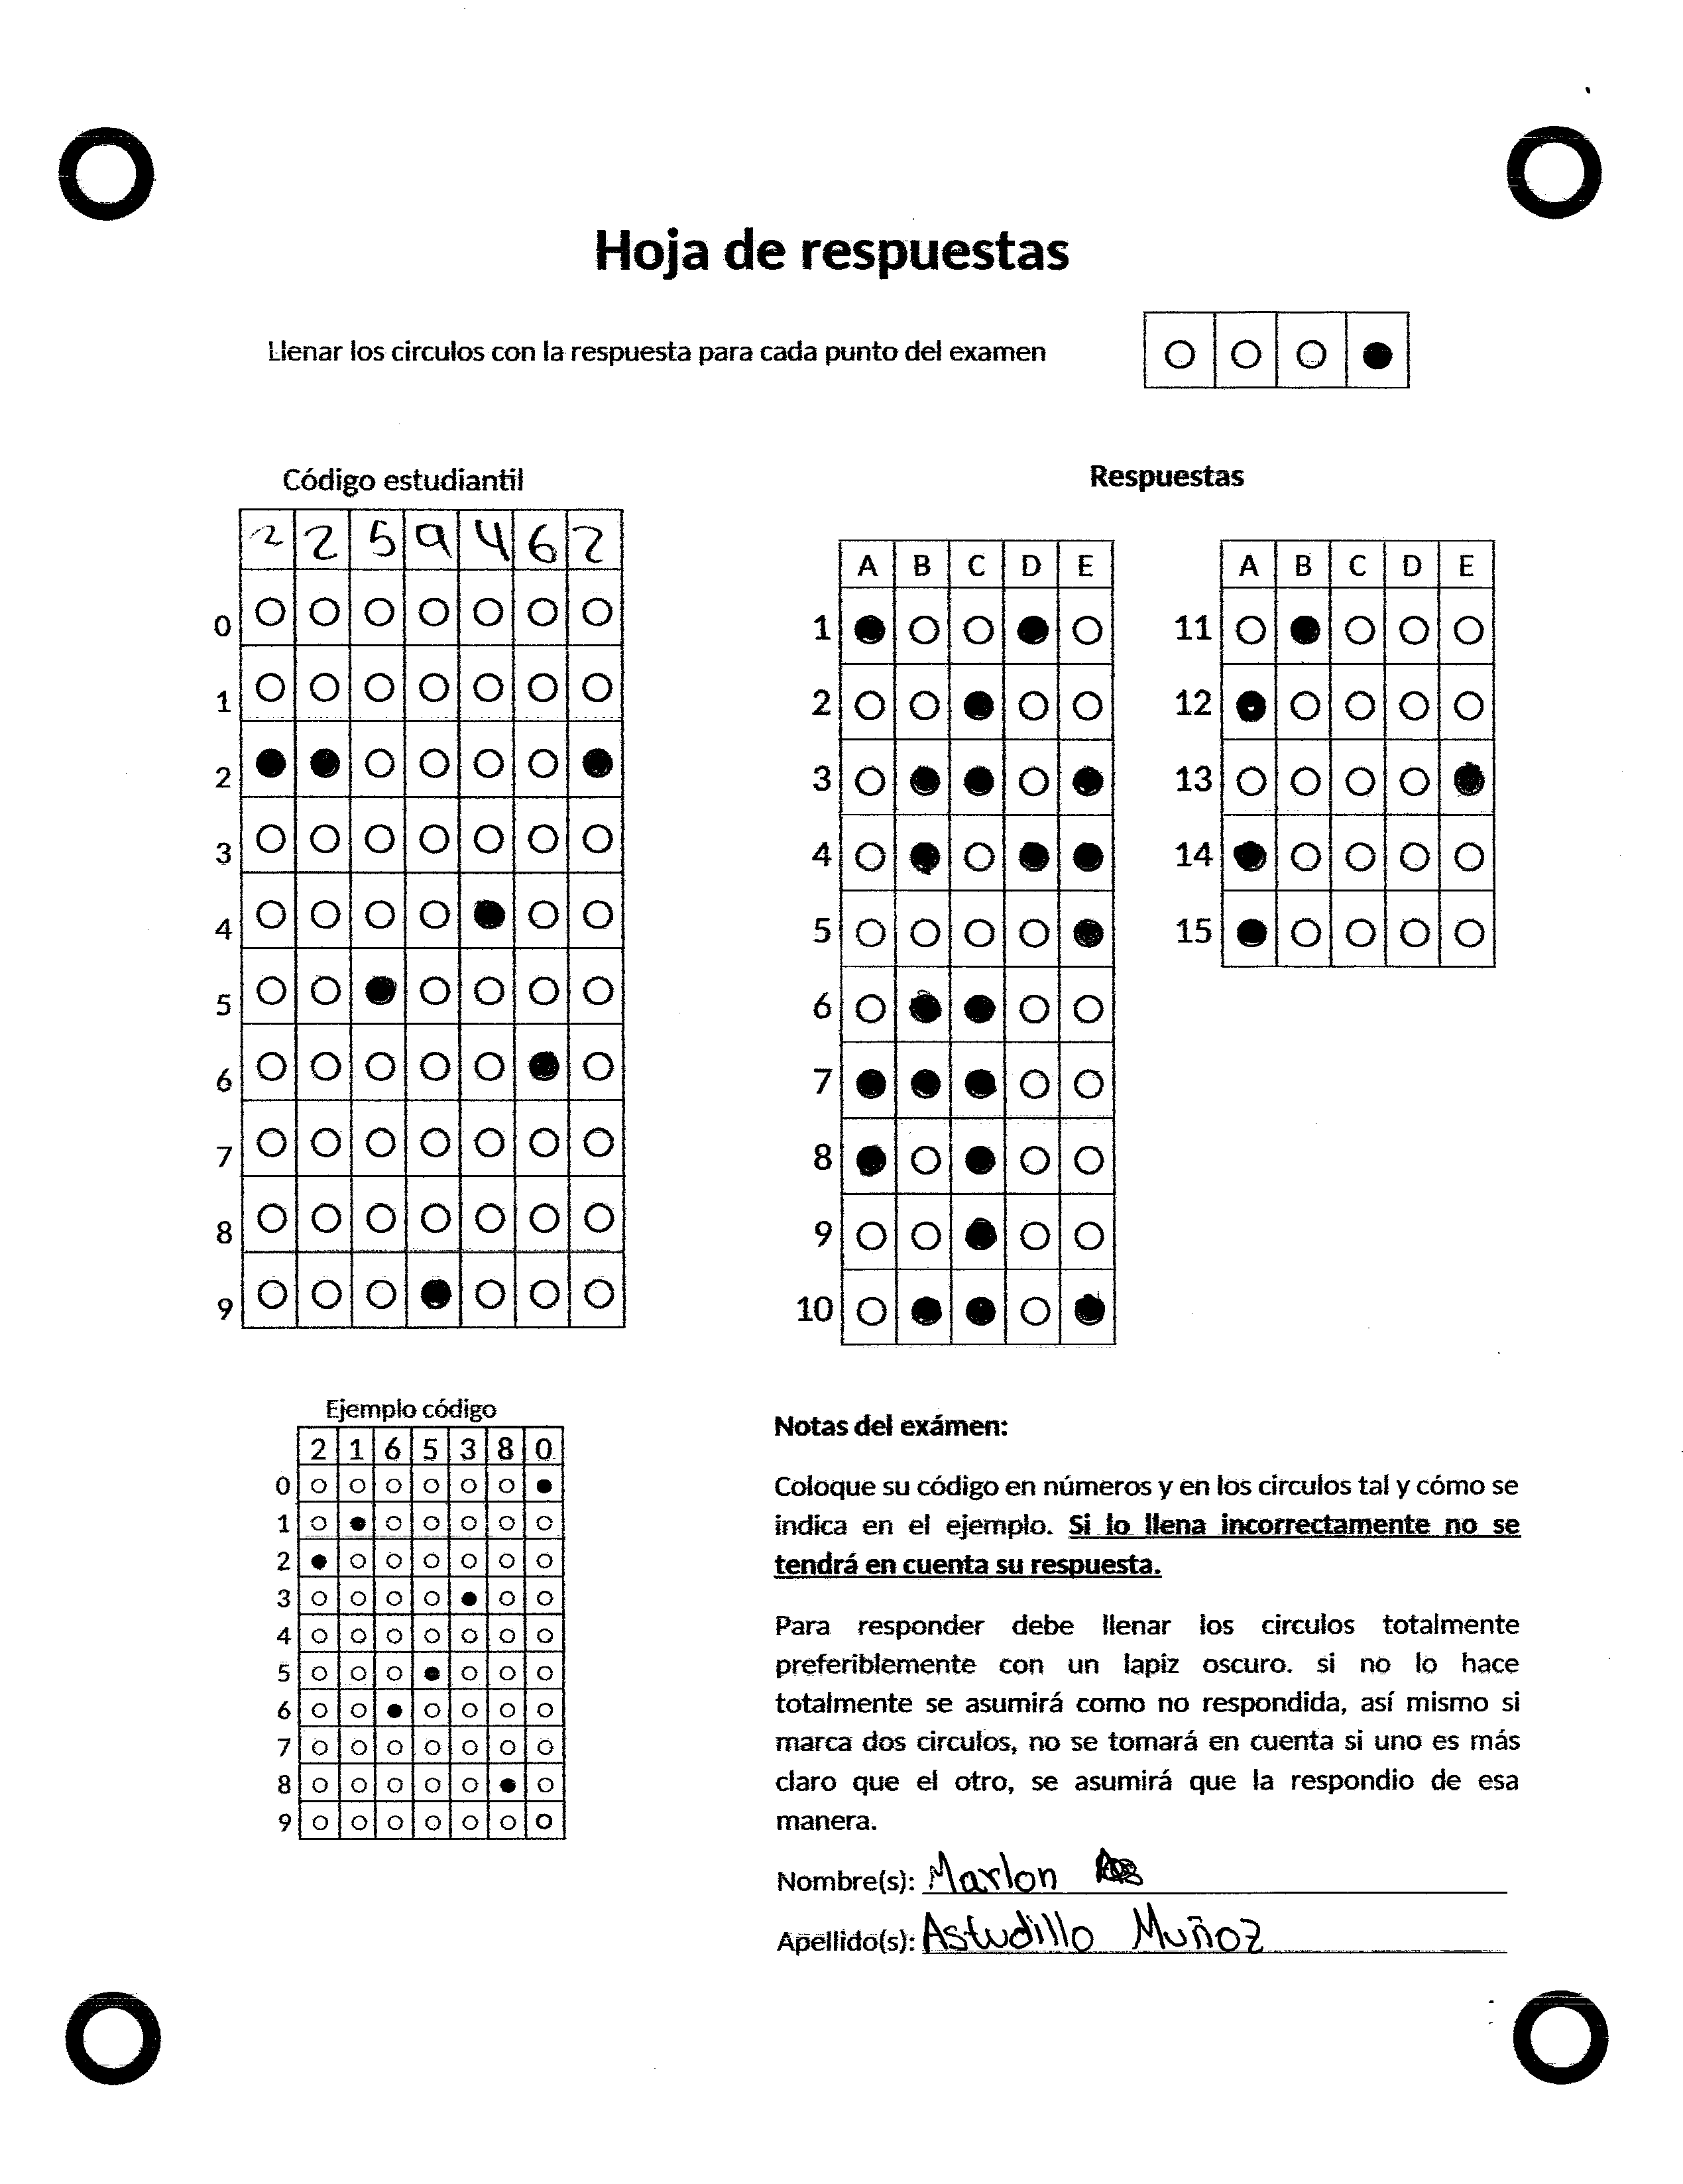 Hoja de respuestas
Llenar los circulos con la respuesta para cada punto del examen
Código estudiantil
2 2 5 9 4 6 2
0
1
2
3
4
5
6
7
8
9
Respuestas
A B C D E
1
2
3
4
5
6
7
8
9
10
A B C D E
11
12
13
14
15
Ejemplo código
2 1 6 5 3 8 0
0
1
2
3
4
5
6
7
8
9
Notas del exámen:
Coloque su código en números y en los circulos tal y cómo se
indica en el ejemplo. Si lo llena incorrectamente no se
tendrá en cuenta su respuesta.
Para responder debe llenar los circulos totalmente
preferiblemente con un lapiz oscuro. si no lo hace
totalmente se asumirá como no respondida, así mismo si
marca dos circulos, no se tomará en cuenta si uno es más
claro que el otro, se asumirá que la respondio de esa
manera.
Nombre(s): Marlon
Apellido(s): Astudillo Muñoz